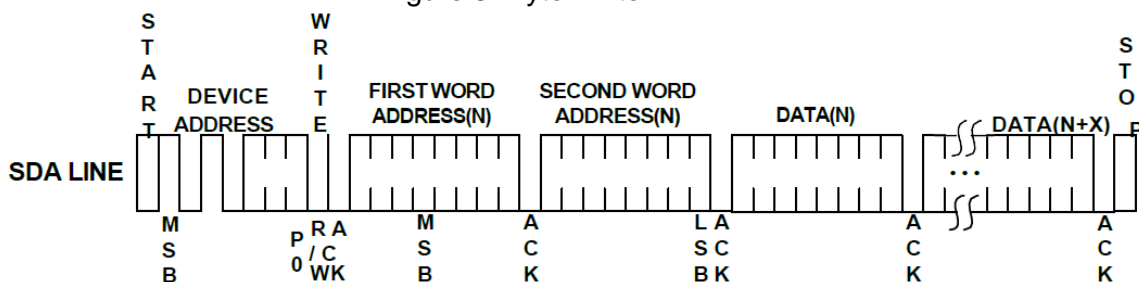 START
WRITE
STOP
DEVICE
ADDRESS
FIRST WORD
ADDRESS(N)
SECOND WORD
ADDRESS(N)
DATA(N)
DATA(N+X)
SDA LINE
...
MSB
P0
R/W
ACK
MSB
ACK
LSB
ACK
ACK
ACK